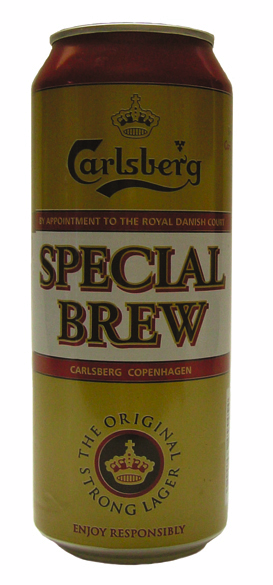 Carlsberg
BY APPOINTMENT TO THE ROYAL DANISH COURT
SPECIAL
BREW
CARLSBERG COPENHAGEN
THE ORIGINAL
STRONG LAGER
ENJOY RESPONSIBLY